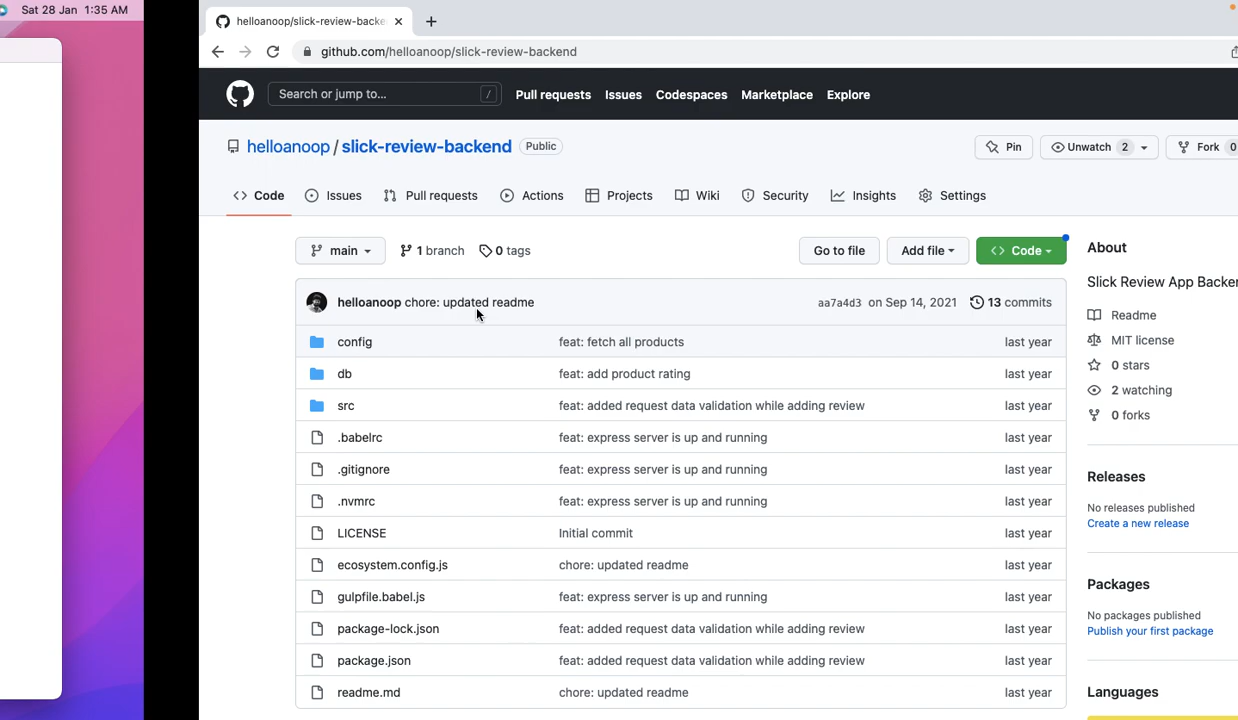 Sat 28 Jan 1:35 AM
helloanoop/slick-review-backe
github.com/helloanoop/slick-review-backend
Search or jump to… /
Pull requests Issues Codespaces Marketplace Explore
helloanoop / slick-review-backend Public
Pin Unwatch 2 Fork 0
Code Issues Pull requests Actions Projects Wiki Security Insights Settings
main 1 branch 0 tags Go to file Add file Code
About
Slick Review App Backen
helloanoop chore: updated readme aa7a4d3 on Sep 14, 2021 13 commits
Readme
config feat: fetch all products last year
MIT license
db feat: add product rating last year
0 stars
2 watching
src feat: added request data validation while adding review last year
0 forks
.babelrc feat: express server is up and running last year
.gitignore feat: express server is up and running last year
Releases
.nvmrc feat: express server is up and running last year
No releases published
Create a new release
LICENSE Initial commit last year
ecosystem.config.js chore: updated readme last year
Packages
gulpfile.babel.js feat: express server is up and running last year
No packages published
package-lock.json feat: added request data validation while adding review last year
Publish your first package
package.json feat: added request data validation while adding review last year
readme.md chore: updated readme last year
Languages